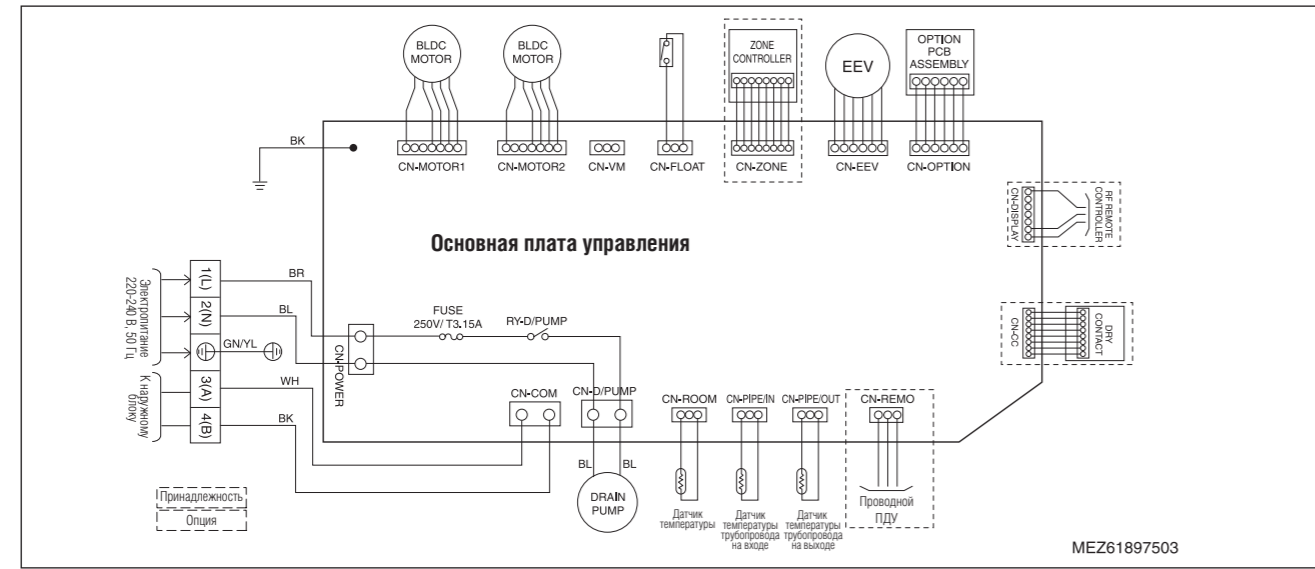 BLDC
MOTOR
BLDC
MOTOR
ZONE
CONTROLLER
EEV
OPTION
PCB
ASSEMBLY
BK
CN-MOTOR1
CN-MOTOR2
CN-VM
CN-FLOAT
CN-ZONE
CN-EEV
CN-OPTION
CN-DISPLAY
RF REMOTE
CONTROLLER
Основная плата управления
Электропитание
220-240 В, 50 Гц
1(L)
BR
2(N)
BL
GN/YL
К наружному
блоку
3(A)
WH
4(B)
BK
CN-POWER
FUSE
250V/ T3.15A
RY-D/PUMP
CN-CC
DRY
CONTACT
CN-COM
CN-D/PUMP
CN-ROOM
CN-PIPE/IN
CN-PIPE/OUT
CN-REMO
BL
BL
DRAIN
PUMP
Датчик
температуры
Датчик
температуры
трубопровода
на входе
Датчик
температуры
трубопровода
на выходе
Проводной
ПДУ
Принадлежность
Опция
MEZ61897503